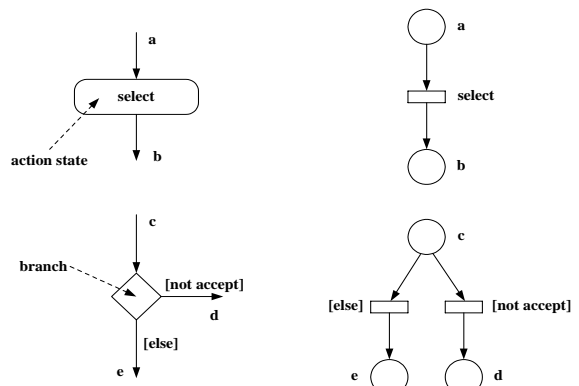 a
select
action state
b
a
select
b
c
branch
[not accept]
d
[else]
e
c
[else]
[not accept]
e
d